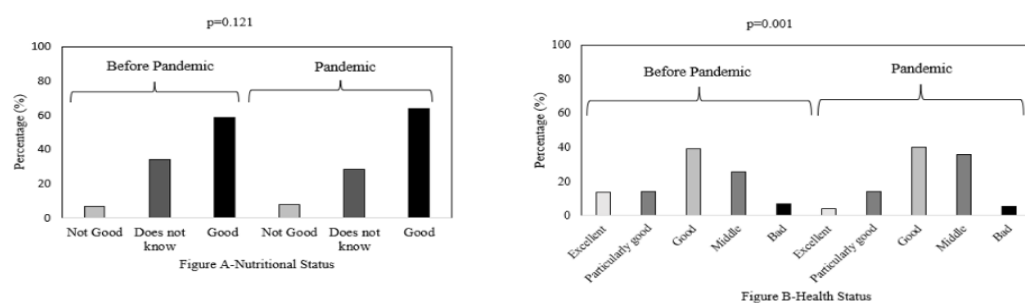 p=0.121
100
80
60
40
20
0
Percentage (%)
Before Pandemic
Pandemic
Not Good
Does not
know
Good
Not Good
Does not
know
Good
Figure A-Nutritional Status
p=0.001
100
80
60
40
20
0
Percentage (%)
Before Pandemic
Pandemic
Excellent
Particularly good
Good
Middle
Bad
Excellent
Particularly good
Good
Middle
Bad
Figure B-Health Status